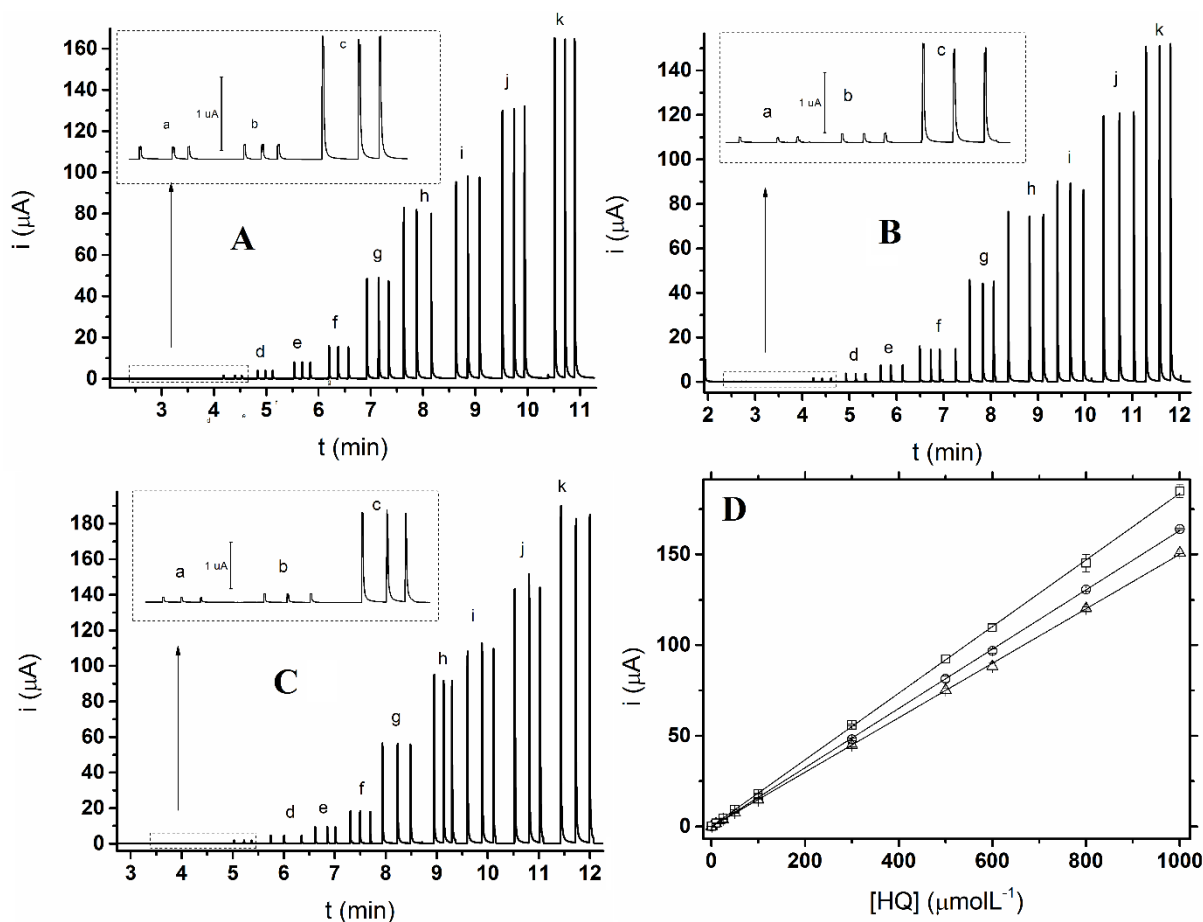 A
i (µA)
160
140
120
100
80
60
40
20
0
a
1 uA
b
c
d
e
f
g
h
i
j
k
3
4
5
6
7
8
9
10
11
t (min)
B
i (µA)
160
140
120
100
80
60
40
20
0
a
1 uA
b
c
d
e
f
g
h
i
j
k
2
3
4
5
6
7
8
9
10
11
12
t (min)
C
i (µA)
180
160
140
120
100
80
60
40
20
0
a
1 uA
b
c
d
e
f
g
h
i
j
k
3
4
5
6
7
8
9
10
11
12
t (min)
D
i (µA)
150
100
50
0
0
200
400
600
800
1000
[HQ] (µmolL⁻¹)